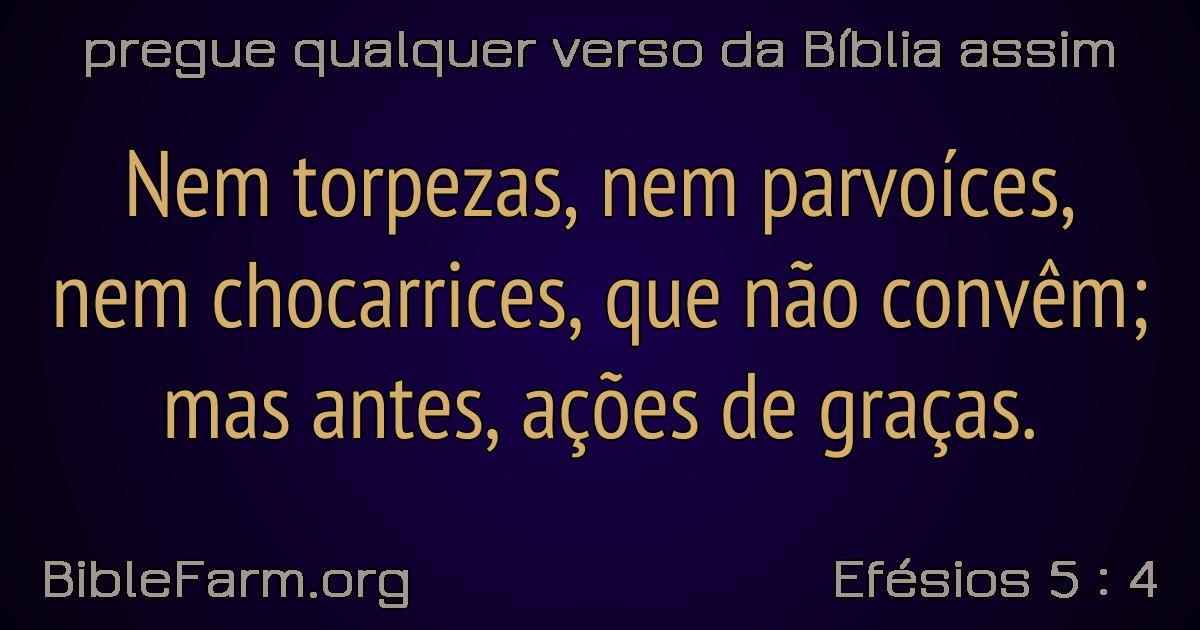 pregue qualquer verso da Bíblia assim
Nem torpezas, nem parvoíces,
nem chocarrices, que não convêm;
mas antes, ações de graças.
BibleFarm.org
Efésios 5 : 4